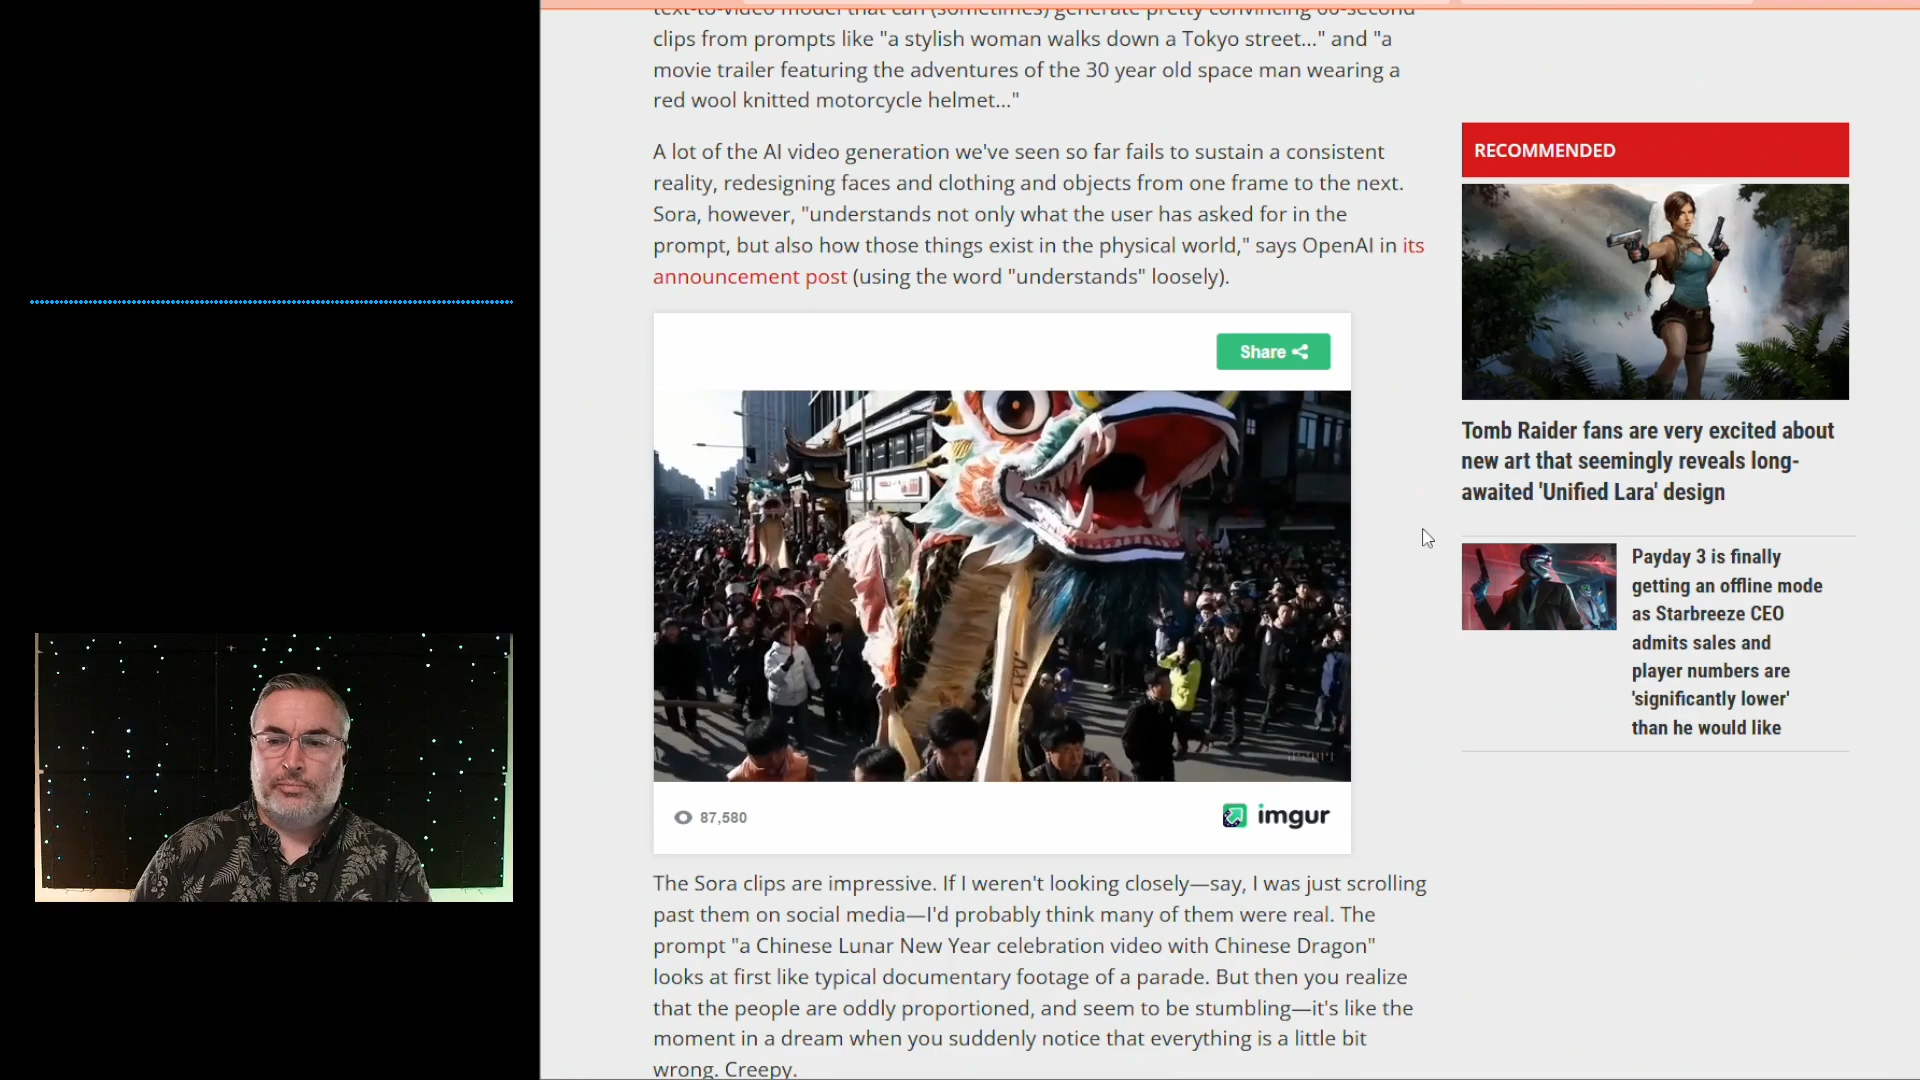 text-to-video model that can (sometimes) generate pretty convincing 60-second
clips from prompts like "a stylish woman walks down a Tokyo street..." and "a
movie trailer featuring the adventures of the 30 year old space man wearing a
red wool knitted motorcycle helmet..."
A lot of the AI video generation we've seen so far fails to sustain a consistent
reality, redesigning faces and clothing and objects from one frame to the next.
Sora, however, "understands not only what the user has asked for in the
prompt, but also how those things exist in the physical world," says OpenAI in its
announcement post (using the word "understands" loosely).
Share
87,580
imgur
The Sora clips are impressive. If I weren't looking closely—say, I was just scrolling
past them on social media—I'd probably think many of them were real. The
prompt "a Chinese Lunar New Year celebration video with Chinese Dragon"
looks at first like typical documentary footage of a parade. But then you realize
that the people are oddly proportioned, and seem to be stumbling—it's like the
moment in a dream when you suddenly notice that everything is a little bit
wrong. Creepy.
RECOMMENDED
Tomb Raider fans are very excited about
new art that seemingly reveals long-
awaited 'Unified Lara' design
Payday 3 is finally
getting an offline mode
as Starbreeze CEO
admits sales and
player numbers are
'significantly lower'
than he would like